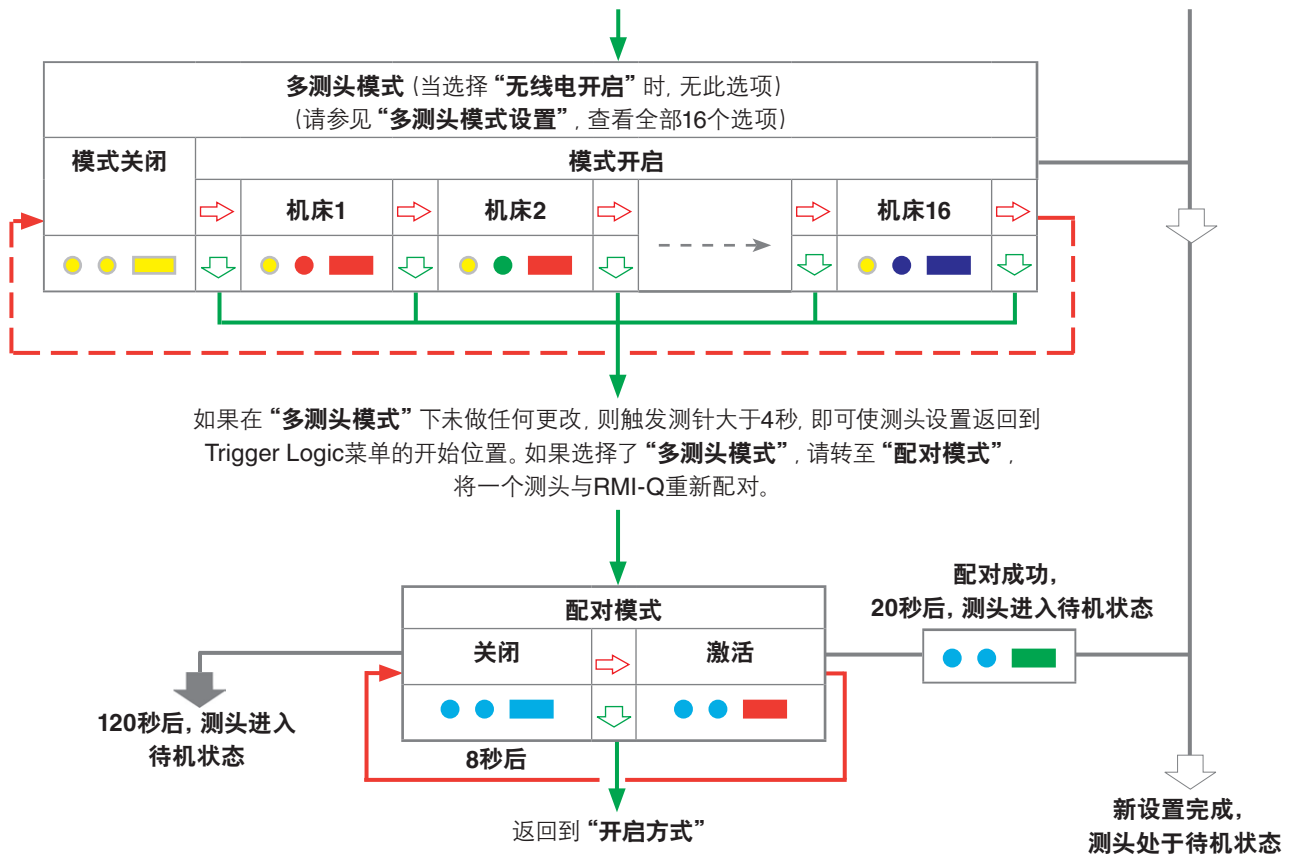 多测头模式 (当选择 “无线电开启” 时, 无此选项)
(请参见 “多测头模式设置” , 查看全部16个选项)
模式关闭
模式开启
机床1
机床2
机床16
如果在 “多测头模式” 下未做任何更改, 则触发测针大于4秒, 即可使测头设置返回到
Trigger Logic菜单的开始位置。如果选择了 “多测头模式” , 请转至 “配对模式” ,
将一个测头与RMI-Q重新配对。
配对模式
关闭
激活
配对成功,
20秒后, 测头进入待机状态
120秒后, 测头进入
待机状态
8秒后
返回到 “开启方式”
新设置完成,
测头处于待机状态